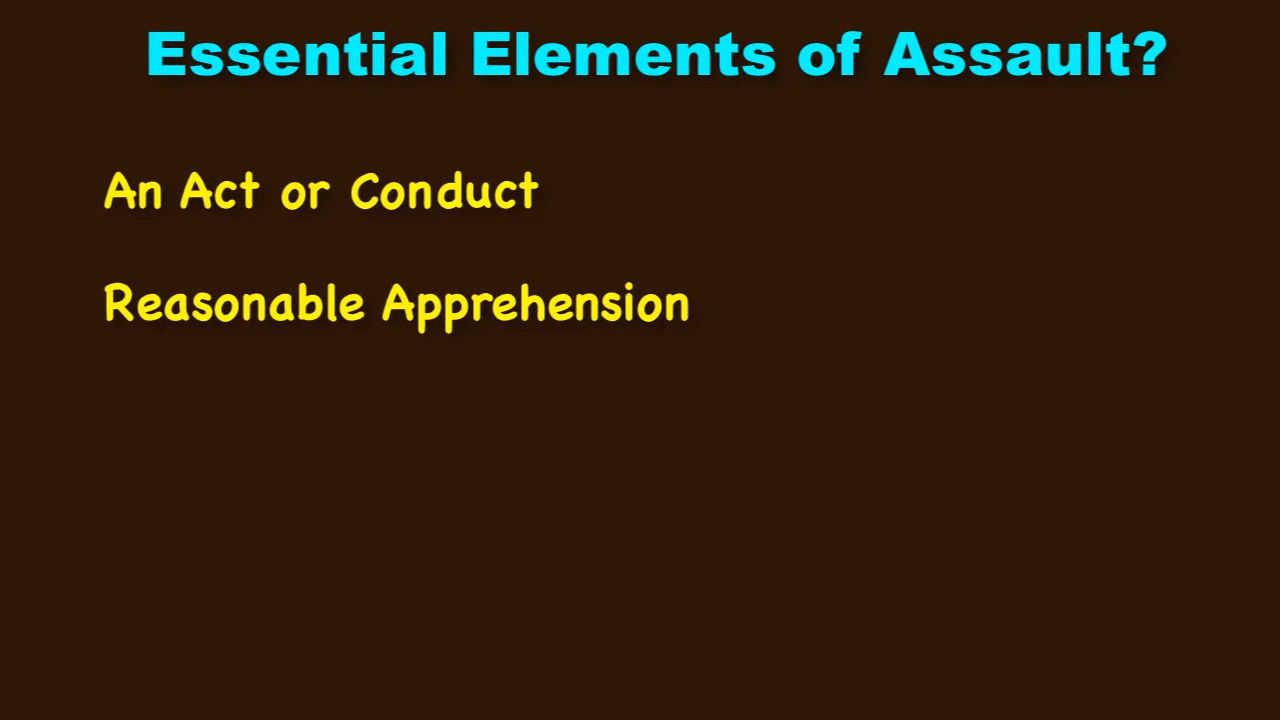 Essential Elements of Assault?
An Act or Conduct
Reasonable Apprehension